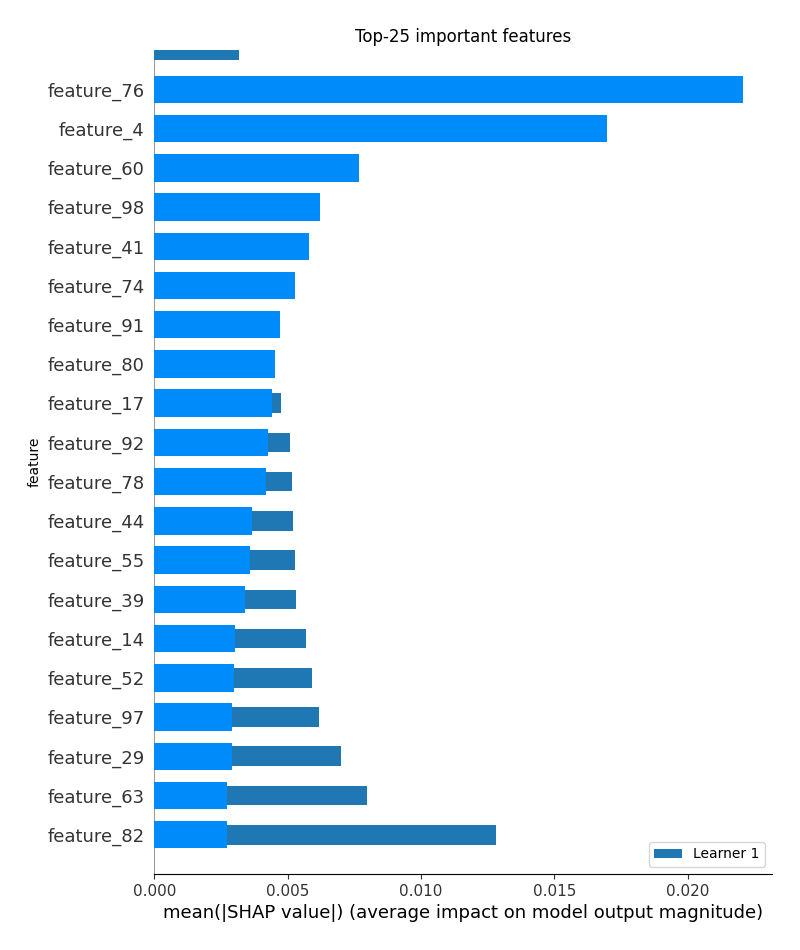 Top-25 important features
feature_76
feature_4
feature_60
feature_98
feature_41
feature_74
feature_91
feature_80
feature_17
feature_92
feature_78
feature_44
feature_55
feature_39
feature_14
feature_52
feature_97
feature_29
feature_63
feature_82
feature
Learner 1
0.000 0.005 0.010 0.015 0.020
mean(|SHAP value|) (average impact on model output magnitude)